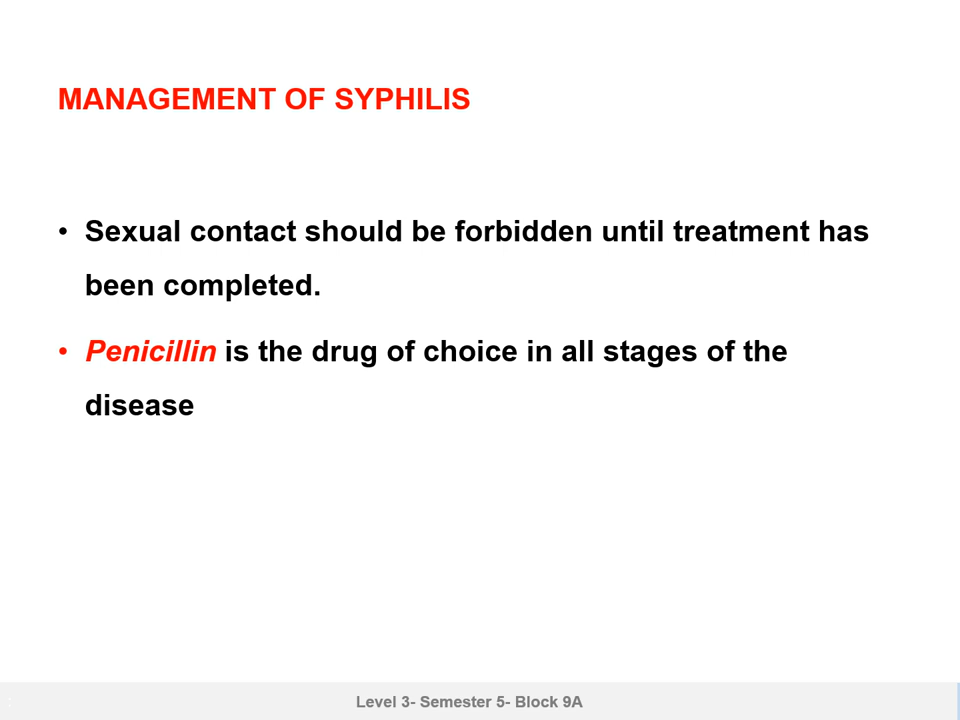 MANAGEMENT OF SYPHILIS
• Sexual contact should be forbidden until treatment has
been completed.
• Penicillin is the drug of choice in all stages of the
disease
Level 3- Semester 5- Block 9A